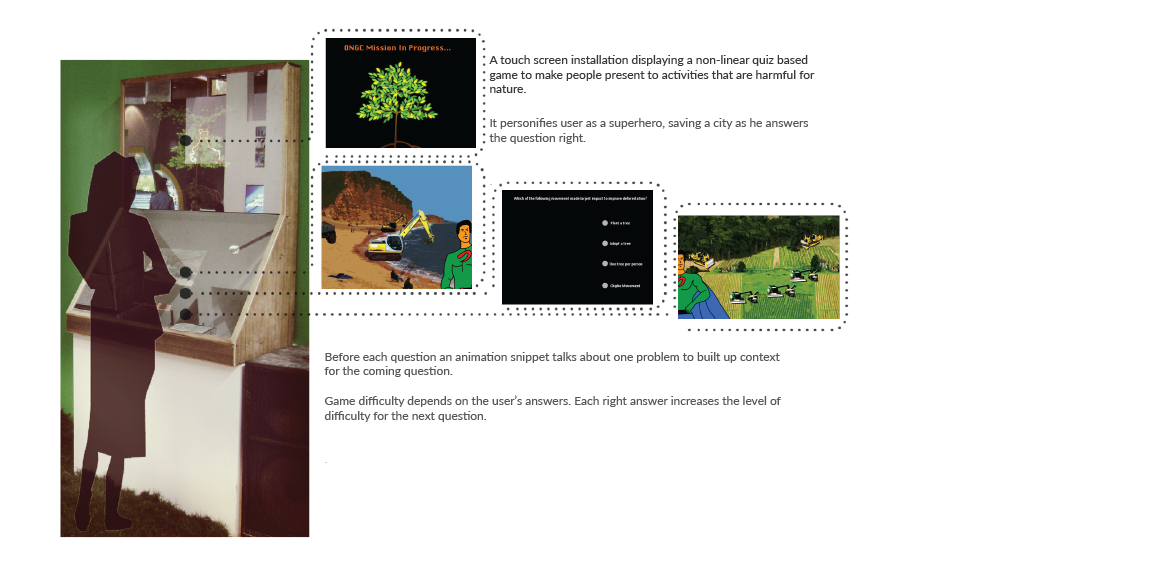 ONGC Mission In Progress...
A touch screen installation displaying a non-linear quiz based
game to make people present to activities that are harmful for
nature.
It personifies user as a superhero, saving a city as he answers
the question right.
Which of the following movement made to get impact to improve deforestation?
Plant a tree
Adopt a tree
One tree per person
Chipko Movement
Before each question an animation snippet talks about one problem to built up context
for the coming question.
Game difficulty depends on the user's answers. Each right answer increases the level of
difficulty for the next question.